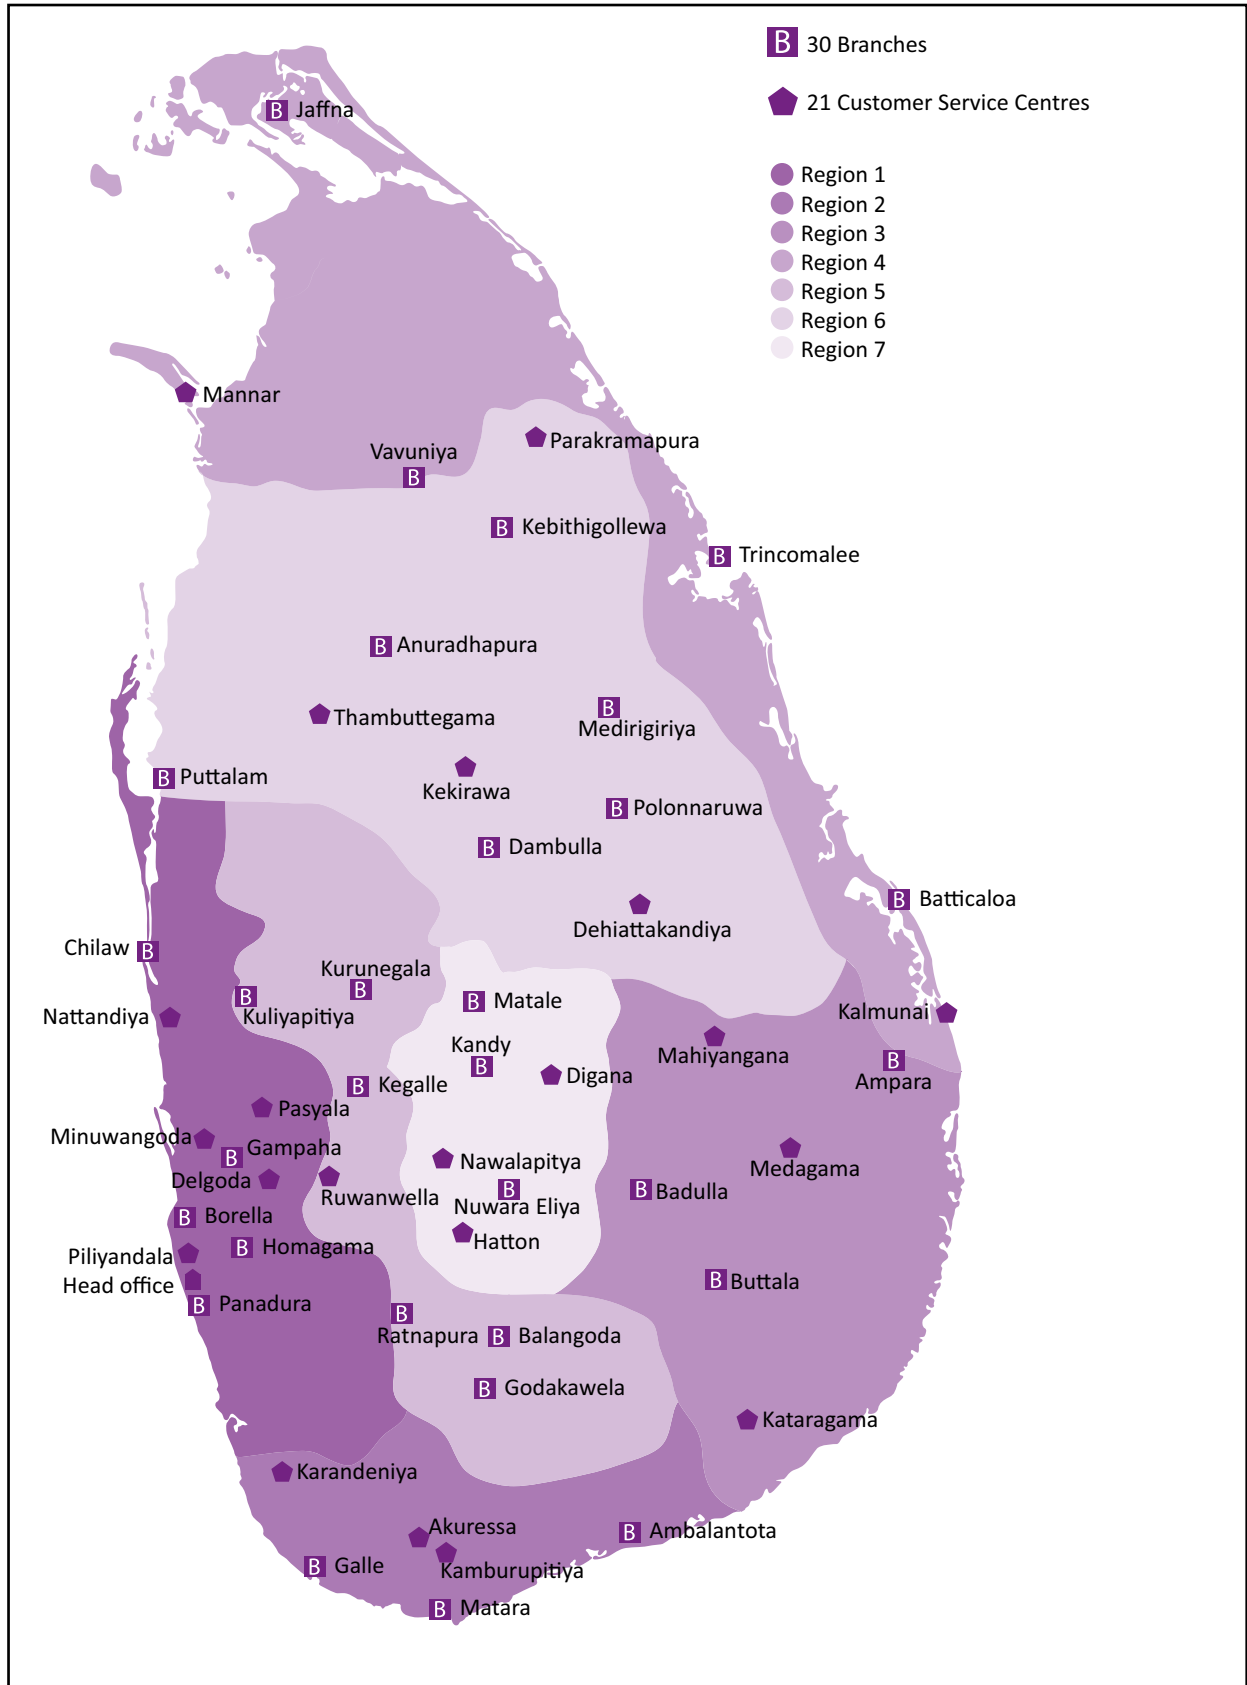 B 30 Branches
21 Customer Service Centres
Region 1
Region 2
Region 3
Region 4
Region 5
Region 6
Region 7
B Jaffna
Mannar
Parakramapura
Vavuniya
B
B Kebithigollewa
B Trincomalee
B Anuradhapura
B
Thambuttegama
Medirigiriya
B Puttalam
Kekirawa
B Polonnaruwa
B Dambulla
B Batticaloa
Dehiattakandiya
Chilaw B
Kurunegala
B
B
Kuliyapitiya
B Matale
Nattandiya
Kalmunai
Kandy
B
Mahiyangana
B
Ampara
Digana
B Kegalle
Pasyala
Minuwangoda
Gampaha
B
Nawalapitya
Medagama
Delgoda
Ruwanwella
B
Nuwara Eliya
B Badulla
B Borella
Hatton
B Homagama
Piliyandala
Head office
B Buttala
B Panadura
B
Ratnapura
B Balangoda
B Godakawela
Kataragama
Karandeniya
Akuressa
B Ambalantota
B Galle
Kamburupitiya
B Matara